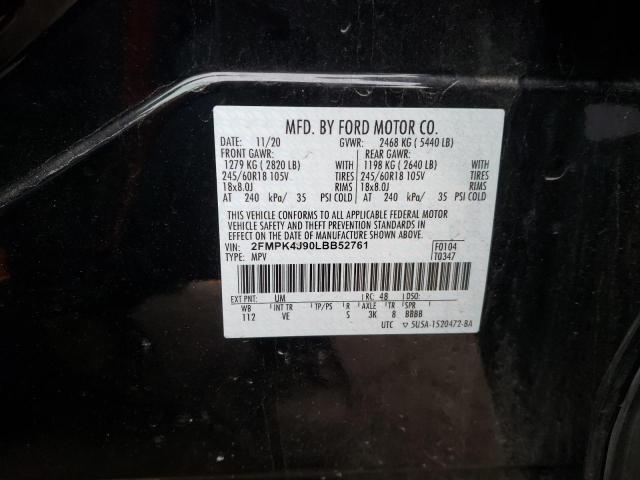 MFD. BY FORD MOTOR CO.
DATE: 11/20 GVWR: 2468 KG ( 5440 LB)
FRONT GAWR: REAR GAWR:
1279 KG ( 2820 LB) WITH 1198 KG ( 2640 LB) WITH
245/60R18 105V TIRES 245/60R18 105V TIRES
18x8.0J RIMS 18x8.0J RIMS
AT 240 kPa/ 35 PSI COLD AT 240 kPa/ 35 PSI COLD
THIS VEHICLE CONFORMS TO ALL APPLICABLE FEDERAL MOTOR
VEHICLE SAFETY AND THEFT PREVENTION STANDARDS IN
EFFECT ON THE DATE OF MANUFACTURE SHOWN ABOVE.
VIN: 2FMPK4J90LBB52761 F0104
TYPE: MPV T0347
EXT PNT: UM RC: 48 DSO:
WB INT TR TP/PS R AXLE TR SPR
112 VE S 3K 8 BBBB
UTC ▽ 5U5A-1520472-BA